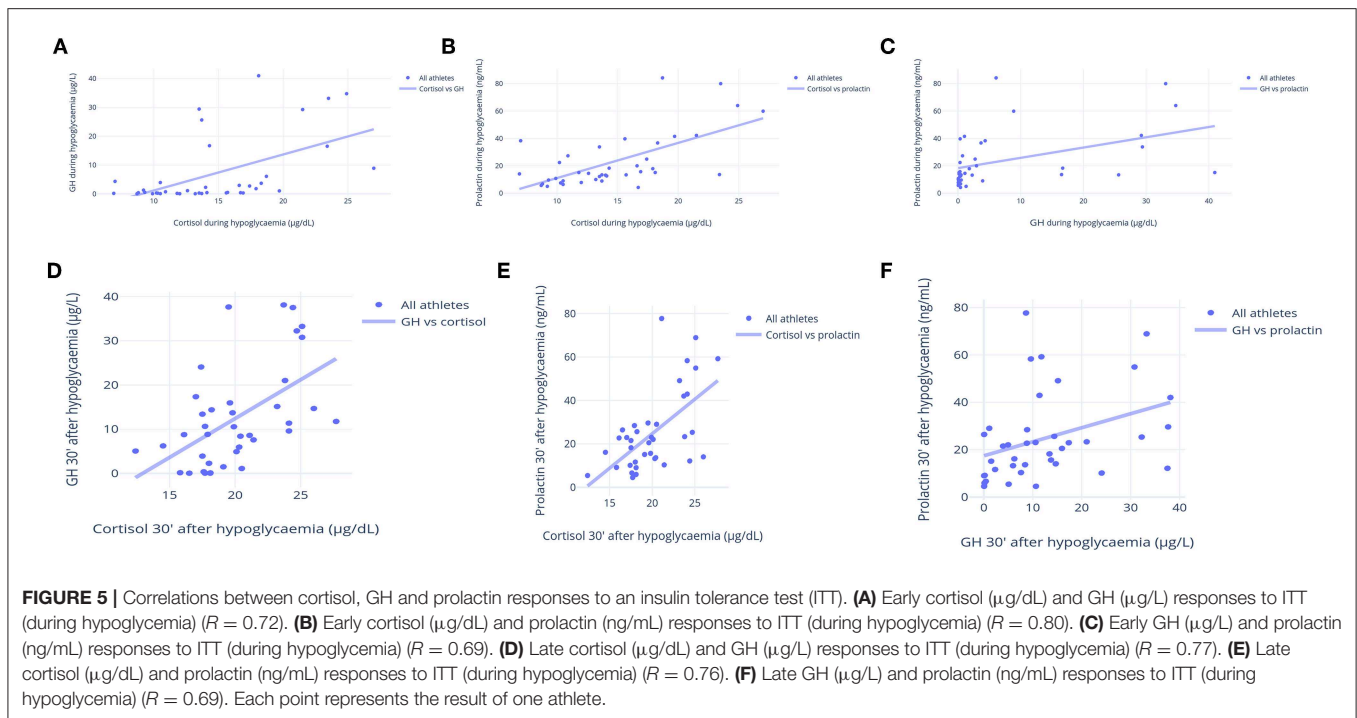 A
GH during hypoglycaemia (µg/L)
40
30
20
10
0
10
15
20
25
Cortisol during hypoglycaemia (µg/dL)
All athletes
Cortisol vs GH
B
Prolactin during hypoglycaemia (ng/mL)
80
60
40
20
0
10
15
20
25
Cortisol during hypoglycaemia (µg/dL)
All athletes
Cortisol vs prolactin
C
Prolactin during hypoglycaemia (ng/mL)
80
60
40
20
0
0
10
20
30
40
GH during hypoglycaemia (µg/L)
All athletes
GH vs prolactin
D
GH 30' after hypoglycaemia (µg/L)
40
30
20
10
0
15
20
25
Cortisol 30' after hypoglycaemia (µg/dL)
All athletes
GH vs cortisol
E
Prolactin 30' after hypoglycaemia (ng/mL)
80
60
40
20
0
15
20
25
Cortisol 30' after hypoglycaemia (µg/dL)
All athletes
Cortisol vs prolactin
F
Prolactin 30' after hypoglycaemia (ng/mL)
80
60
40
20
0
0
10
20
30
40
GH 30' after hypoglycaemia (µg/L)
All athletes
GH vs prolactin
FIGURE 5 | Correlations between cortisol, GH and prolactin responses to an insulin tolerance test (ITT). (A) Early cortisol (µg/dL) and GH (µg/L) responses to ITT
(during hypoglycemia) (R = 0.72). (B) Early cortisol (µg/dL) and prolactin (ng/mL) responses to ITT (during hypoglycemia) (R = 0.80). (C) Early GH (µg/L) and prolactin
(ng/mL) responses to ITT (during hypoglycemia) (R = 0.69). (D) Late cortisol (µg/dl) and GH (µg/L) responses to ITT (during hypoglycemia) (R = 0.77). (E) Late
cortisol (µg/dL) and prolactin (ng/mL) responses to ITT (during hypoglycemia) (R = 0.76). (F) Late GH (µg/L) and prolactin (ng/mL) responses to ITT (during
hypoglycemia) (R = 0.69). Each point represents the result of one athlete.